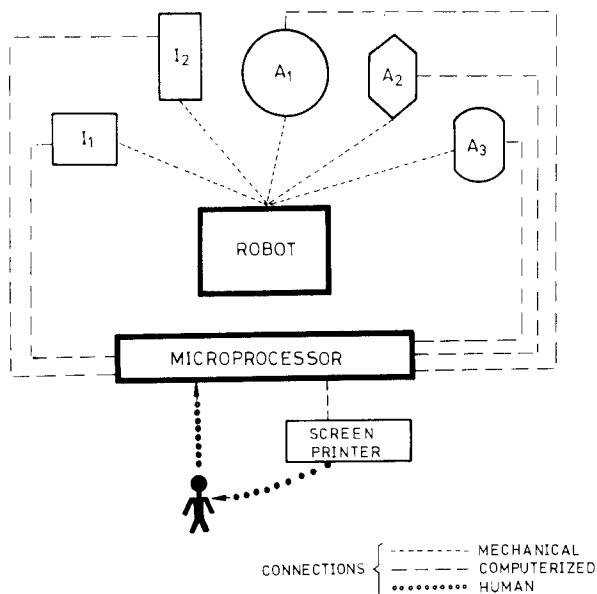 I2
A1
A2
I1
A3
ROBOT
MICROPROCESSOR
SCREEN
PRINTER
MECHANICAL
CONNECTIONS COMPUTERIZED
HUMAN